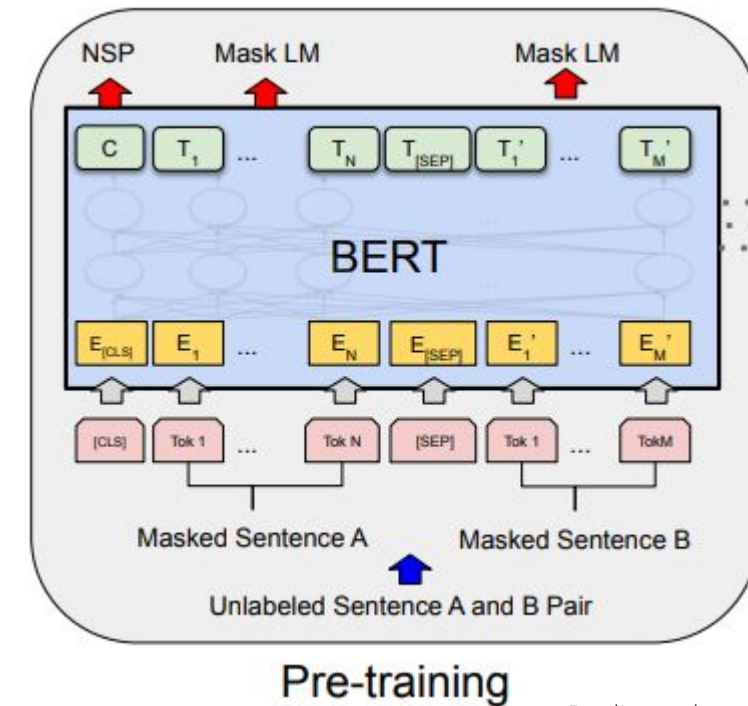 NSP Mask LM Mask LM
C T1 ... TN T[SEP] T1' ... TM'
...
BERT
E[CLS] E1 ... EN E[SEP] E1' ... EM'
[CLS] Tok 1 ... Tok N [SEP] Tok 1 ... TokM
Masked Sentence A Masked Sentence B
Unlabeled Sentence A and B Pair
Pre-training